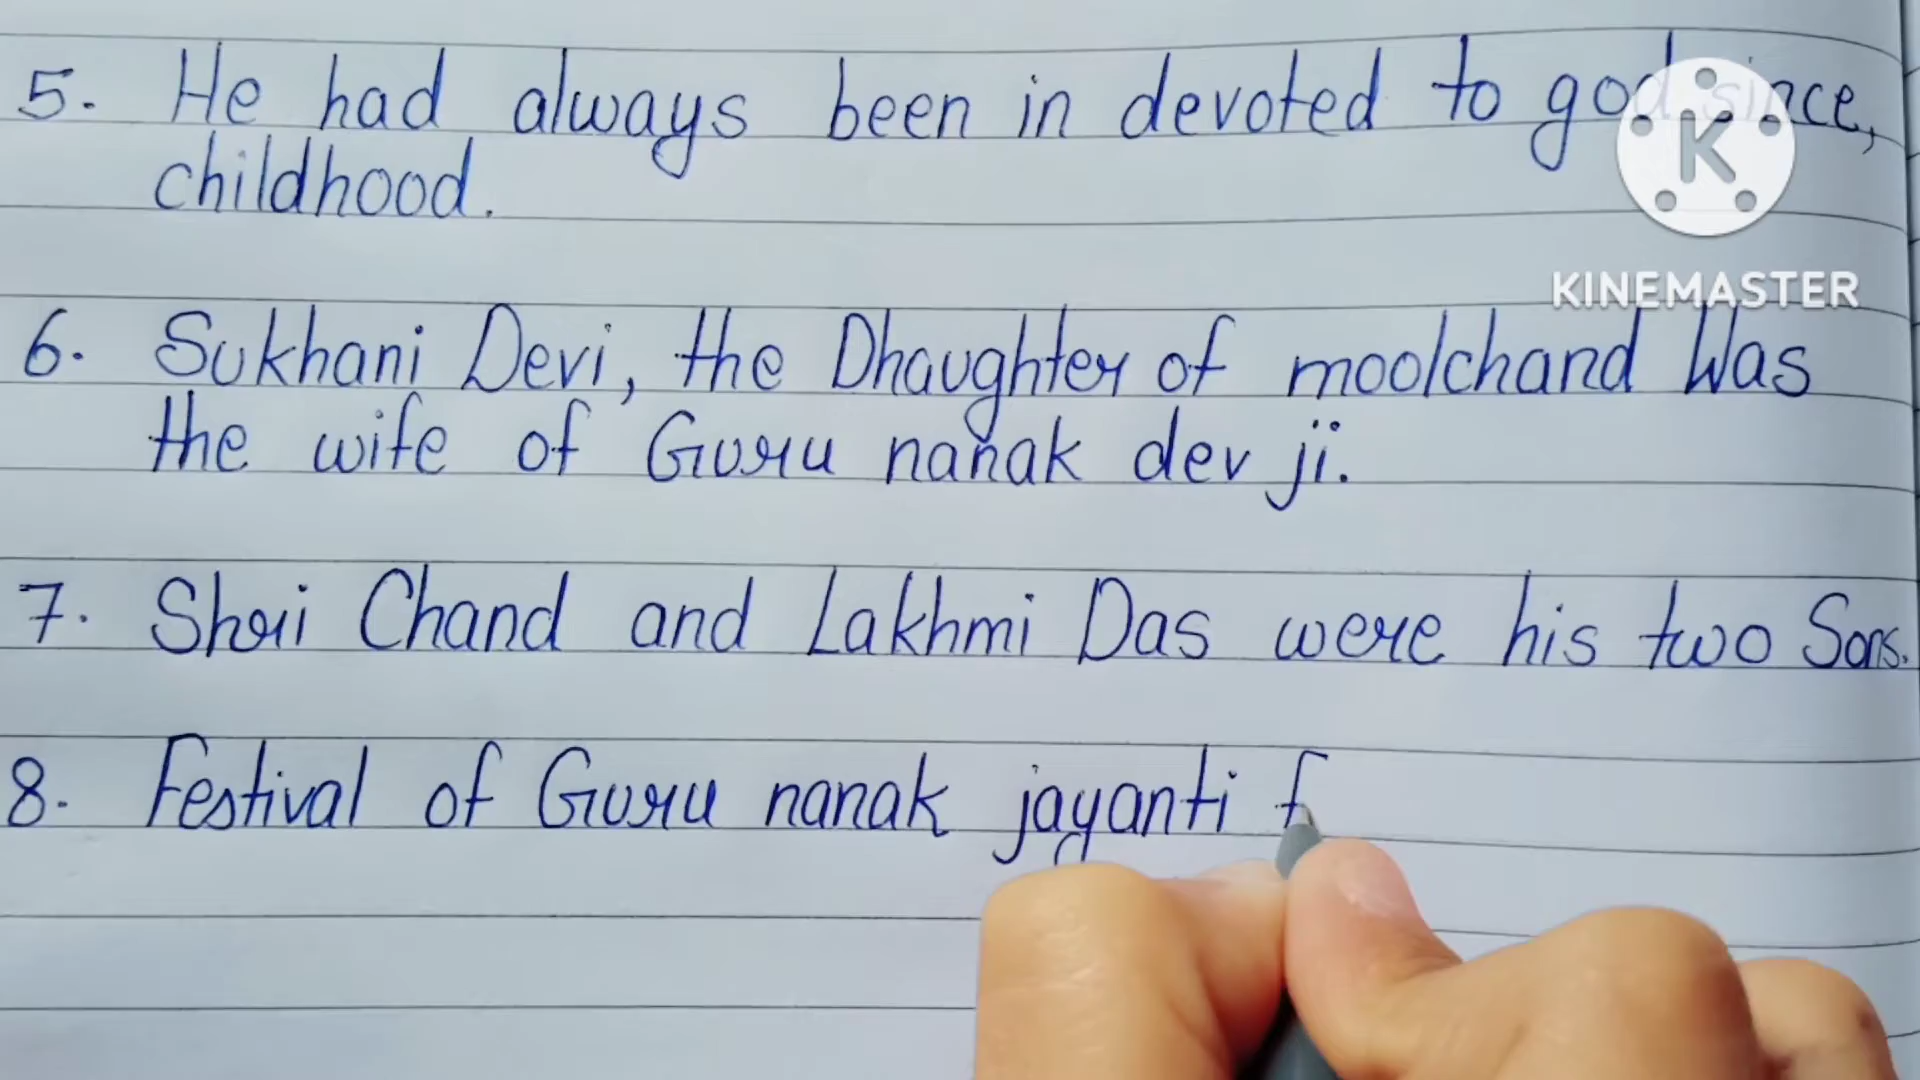 5. He had always been in devoted to god since,
childhood.
KINEMASTER
6. Sukhani Devi, the Dhaughter of moolchand Was
the wife of Guru nanak dev ji.
7. Shri Chand and Lakhmi Das were his two Sons.
8. Festival of Guru nanak jayanti f